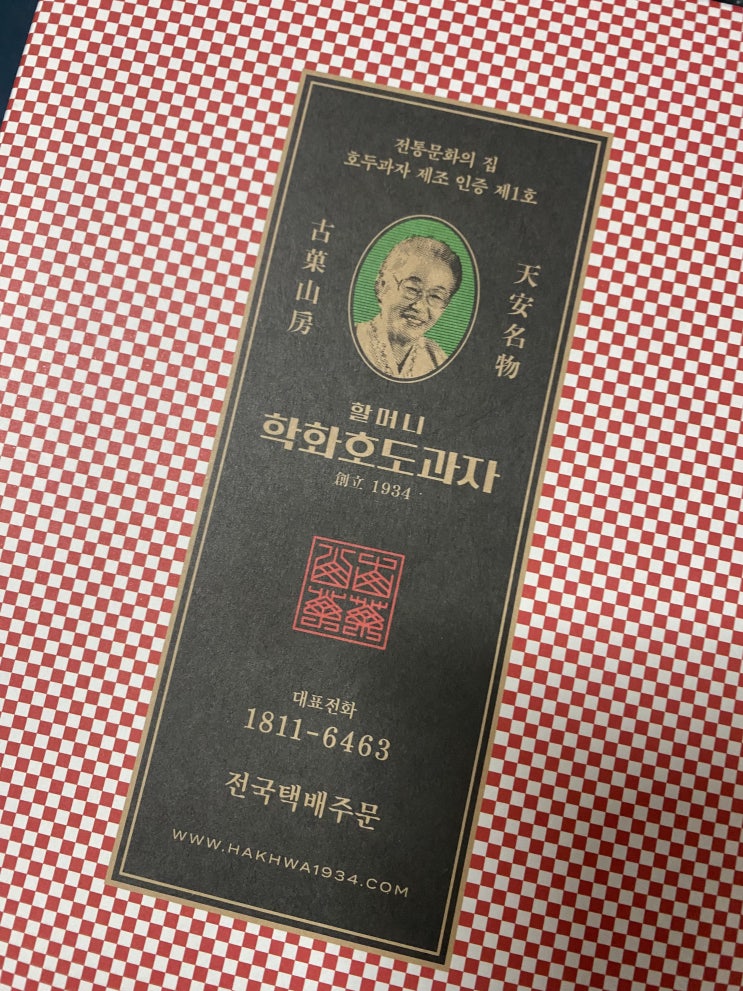 전통문화의 집
호두과자 제조 인증 제1호
古菓山房
天安名物
할머니
학화호도과자
創立 1934
대표전화
1811-6463
전국택배주문
WWW.HAKHWA1934.COM